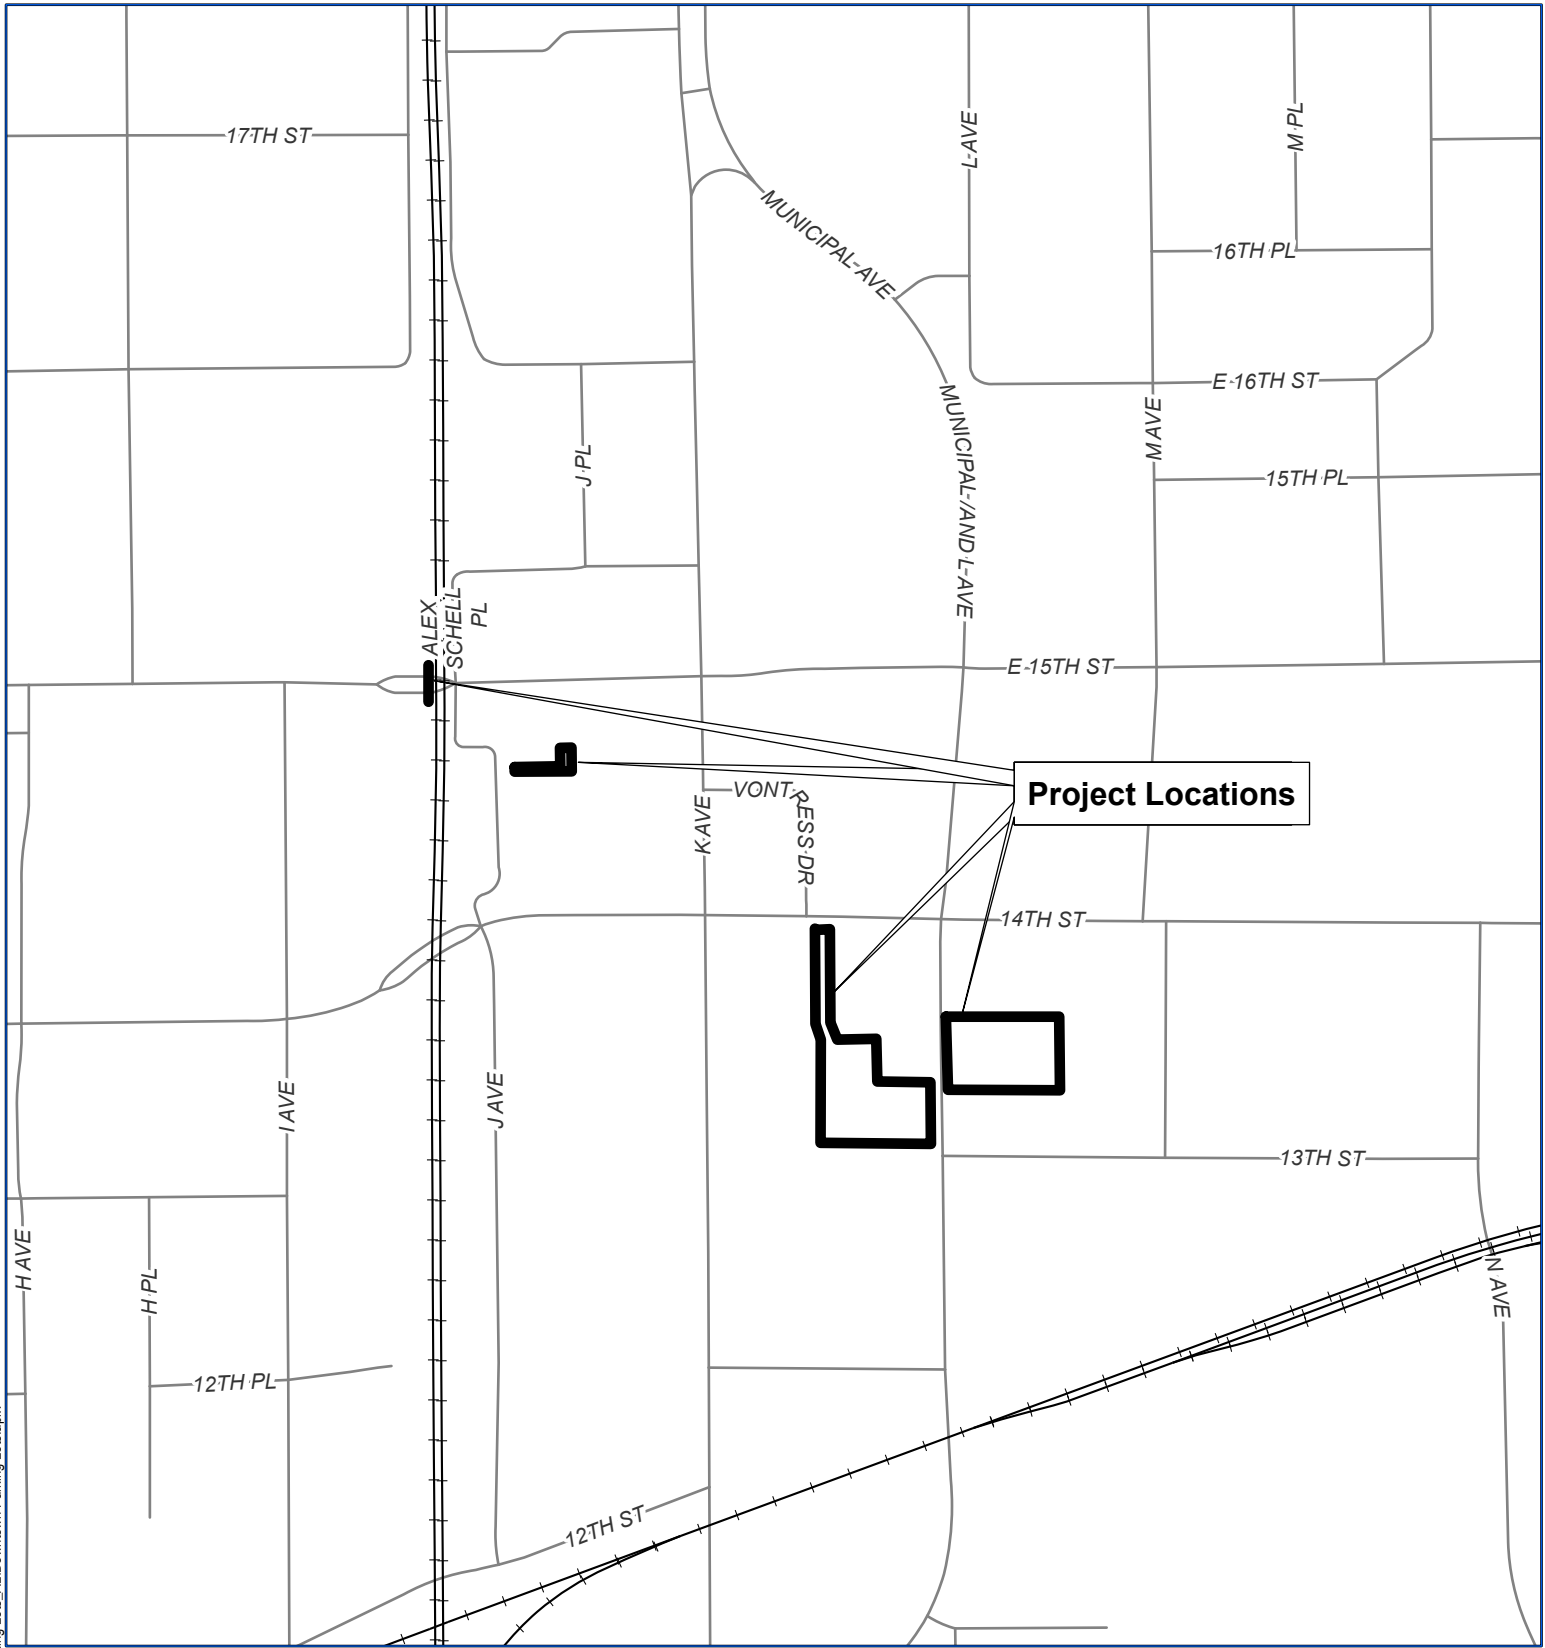 17TH ST
L AVE
M PL
MUNICIPAL AVE
16TH PL
E 16TH ST
MUNICIPAL /AND L AVE
M AVE
J PL
15TH PL
ALEX
SCHELL
PL
E 15TH ST
Project Locations
VONTRESS DR
K AVE
14TH ST
I AVE
J AVE
13TH ST
H AVE
H PL
N AVE
12TH PL
12TH ST